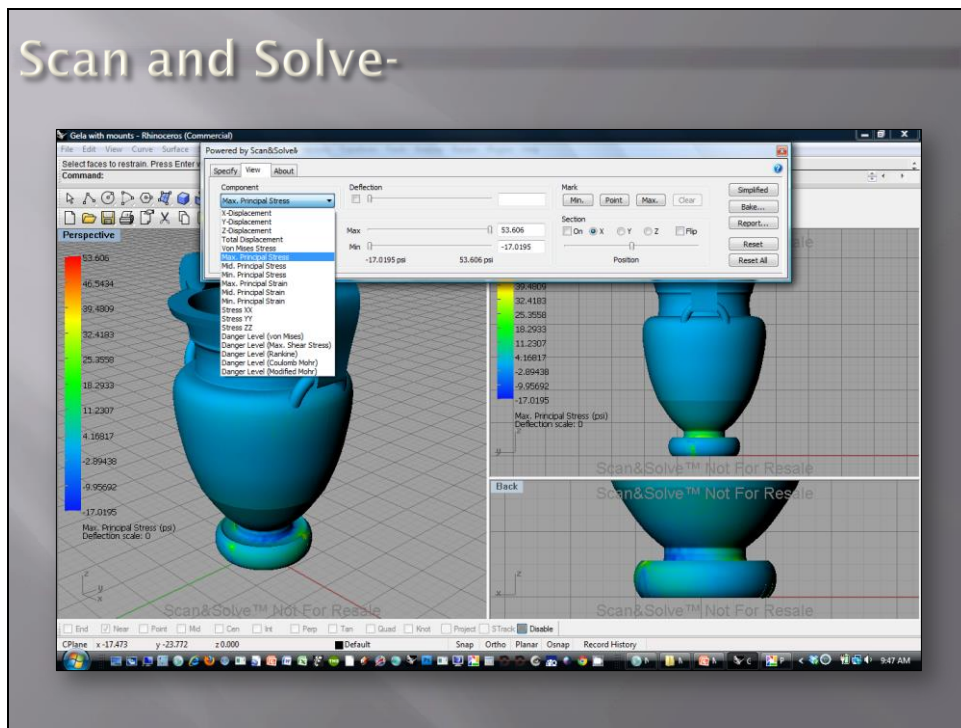 Scan and Solve-
Gela with mounts - Rhinoceros (Commercial)
File Edit View Curve Surface
Powered by Scan&Solve
Select faces to restrain. Press Enter
Command:
Specify View About
Component
Max. Principal Stress
X-Displacement
Y-Displacement
Z-Displacement
Total Displacement
Von Mises Stress
Max. Principal Stress
Mid. Principal Stress
Min. Principal Stress
Max. Principal Strain
Mid. Principal Strain
Min. Principal Strain
Stress XX
Stress YY
Stress ZZ
Danger Level (von Mises)
Danger Level (Max. Shear Stress)
Danger Level (Rankine)
Danger Level (Coulomb Mohr)
Danger Level (Modified Mohr)
Deflection
Max 53.606
Min -17.0195
-17.0195 psi 53.606 psi
Mark
Min. Point Max. Clear
Section
On X Y Z Flip
Position
Simplified
Bake...
Report...
Reset
Reset All
Perspective
53.606
46.5434
39.4809
32.4183
25.3558
18.2933
11.2307
4.16817
-2.89438
-9.95692
-17.0195
Max. Principal Stress (psi)
Deflection scale: 0
z
y
x
Scan&Solve™ Not For Resale
39.4809
32.4183
25.3558
18.2933
11.2307
4.16817
-2.89438
-9.95692
-17.0195
Max. Principal Stress (psi)
Deflection scale: 0
z
y
Scan&Solve™ Not For Resale
Back
Scan&Solve™ Not For Resale
z
x
Scan&Solve™ Not For Resale
End Near Point Mid Cen Int Perp Tan Quad Knot Project STrack Disable
CPlane x -17.473 y -23.772 z 0.000 Default Snap Ortho Planar Osnap Record History
9:47 AM